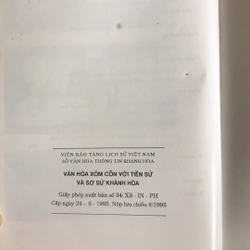 VIỆN BẢO TÀNG LỊCH SỬ VIỆT NAM
SỞ VĂN HÓA THÔNG TIN KHÁNH HÒA
VĂN HÓA XÓM CỒN VỚI TIỀN SỬ
VÀ SƠ SỬ KHÁNH HÒA
Giấy phép xuất bản số 34/ XB - IN - PH
Cấp ngày 24 - 6 - 1993. Nộp lưu chiểu 8/1993